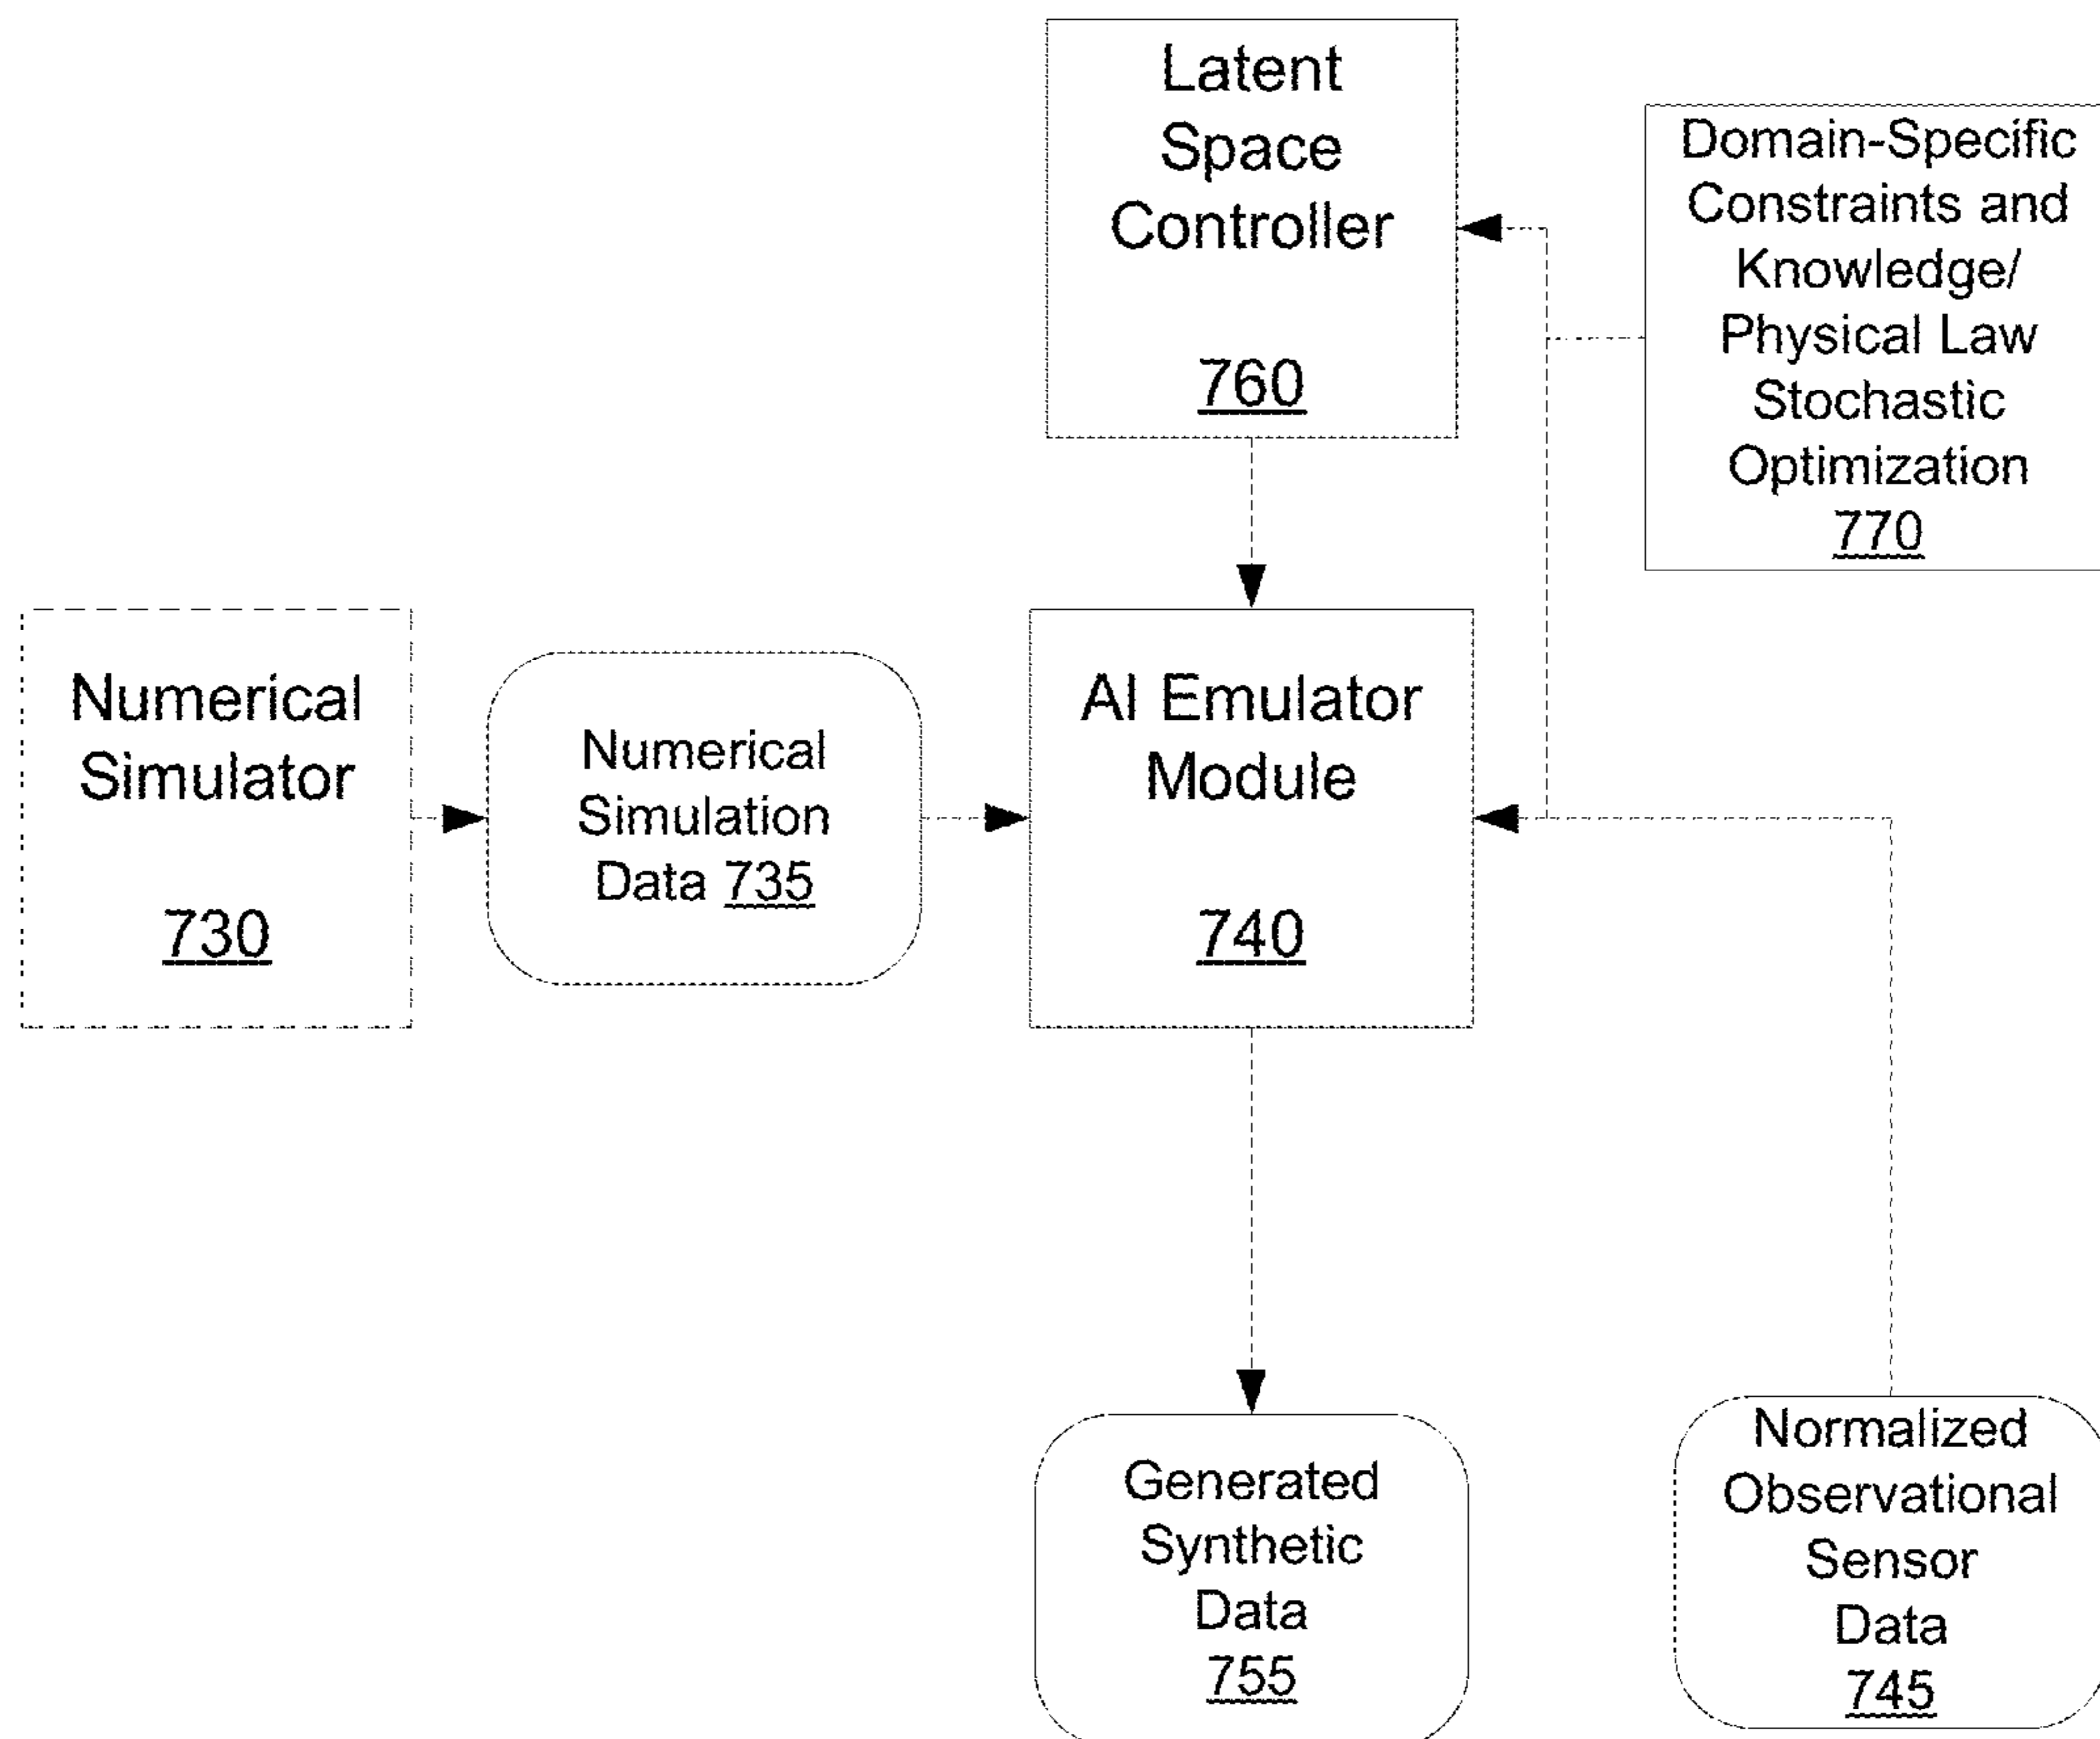 Latent
Space
Controller
760
Domain-Specific
Constraints and
Knowledge/
Physical Law
Stochastic
Optimization
770
Numerical
Simulator
730
Numerical
Simulation
Data 735
AI Emulator
Module
740
Generated
Synthetic
Data
755
Normalized
Observational
Sensor
Data
745